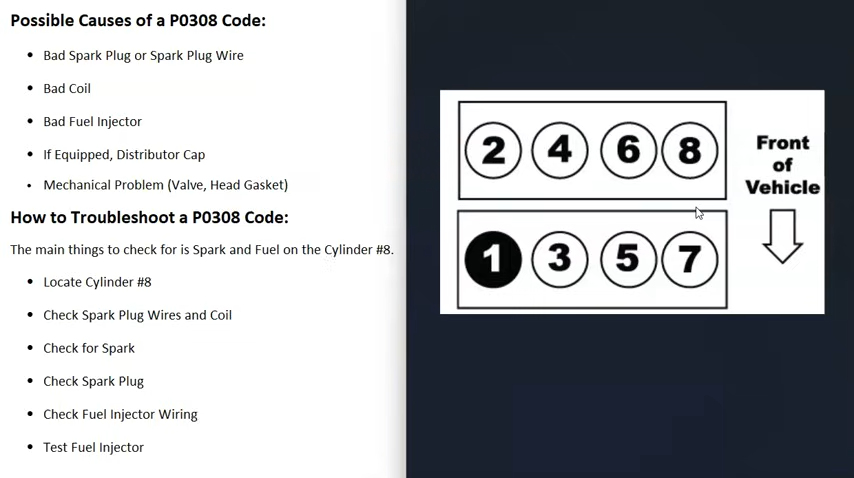 Possible Causes of a P0308 Code:
Bad Spark Plug or Spark Plug Wire
Bad Coil
Bad Fuel Injector
If Equipped, Distributor Cap
Mechanical Problem (Valve, Head Gasket)
How to Troubleshoot a P0308 Code:
The main things to check for is Spark and Fuel on the Cylinder #8.
Locate Cylinder #8
Check Spark Plug Wires and Coil
Check for Spark
Check Spark Plug
Check Fuel Injector Wiring
Test Fuel Injector
2 4 6 8
1 3 5 7
Front
of
Vehicle